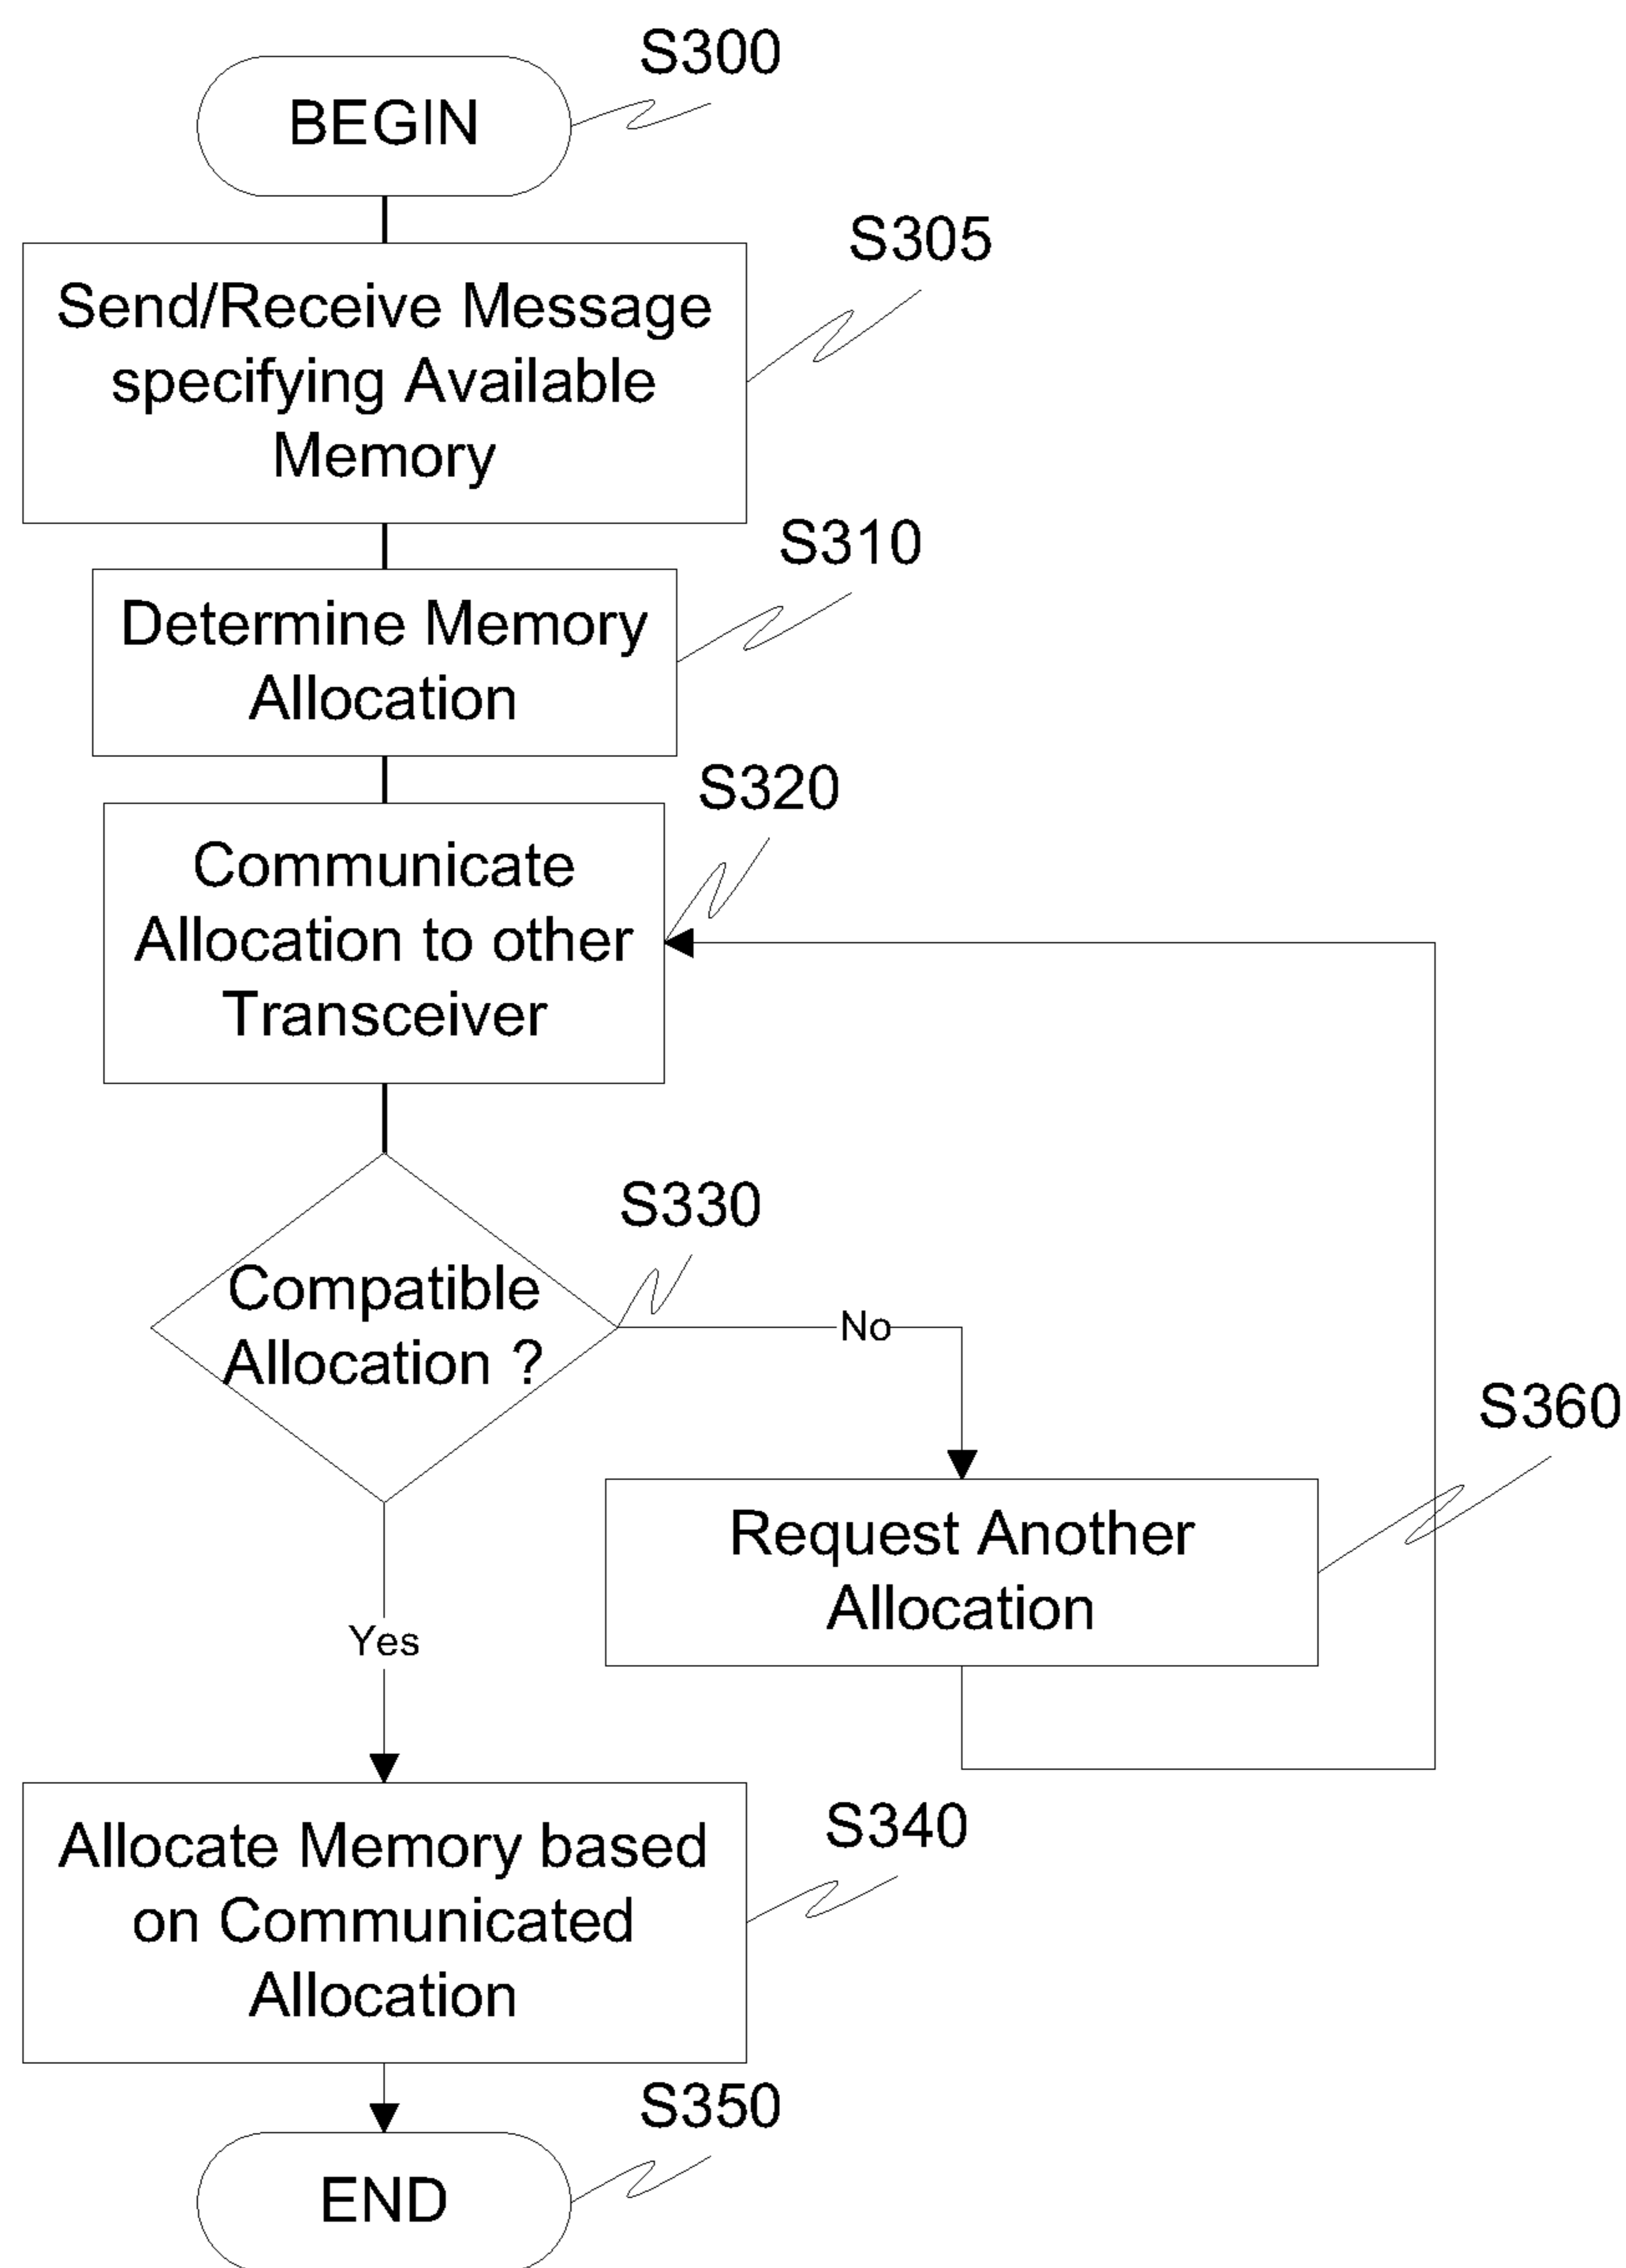 S300
BEGIN
S305
Send/Receive Message
specifying Available
Memory
S310
Determine Memory
Allocation
S320
Communicate
Allocation to other
Transceiver
S330
Compatible
Allocation ?
No
S360
Request Another
Allocation
Yes
S340
Allocate Memory based
on Communicated
Allocation
S350
END